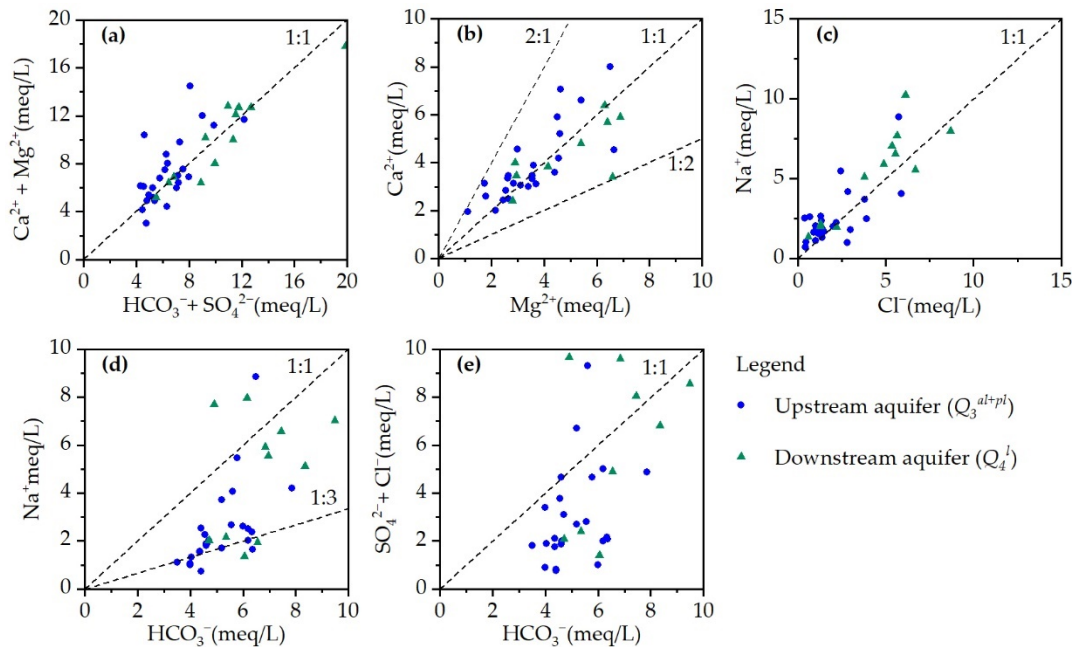 (a)
1:1
20
16
12
8
4
0
Ca²⁺ + Mg²⁺(meq/L)
0 4 8 12 16 20
HCO₃⁻+ SO₄²⁻(meq/L)
(b)
2:1
1:1
1:2
10
8
6
4
2
0
Ca²⁺(meq/L)
0 2 4 6 8 10
Mg²⁺(meq/L)
(c)
1:1
15
10
5
0
Na⁺(meq/L)
0 5 10 15
Cl⁻(meq/L)
(d)
1:1
1:3
10
8
6
4
2
0
Na⁺meq/L)
0 2 4 6 8 10
HCO₃⁻(meq/L)
(e)
1:1
10
8
6
4
2
0
SO₄²⁻+ Cl⁻(meq/L)
0 2 4 6 8 10
HCO₃⁻(meq/L)
Legend
Upstream aquifer (Q₃ᵃˡ⁺ᵖˡ)
Downstream aquifer (Q₄ˡ)